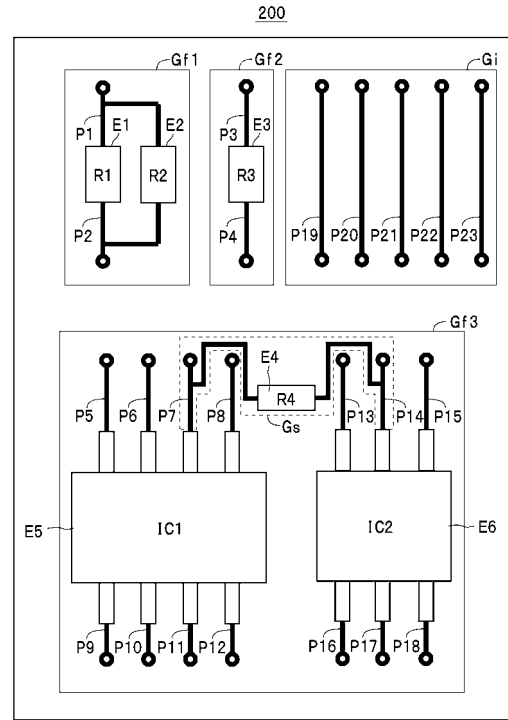 200
Gf1 Gf2 Gi
P1 E1 E2 P3 E3
R1 R2 R3
P2 P4 P19 P20 P21 P22 P23
Gf3
E4
P5 P6 P7 P8 R4 P13 P14 P15
Gs
E5 IC1 IC2 E6
P9 P10 P11 P12 P16 P17 P18